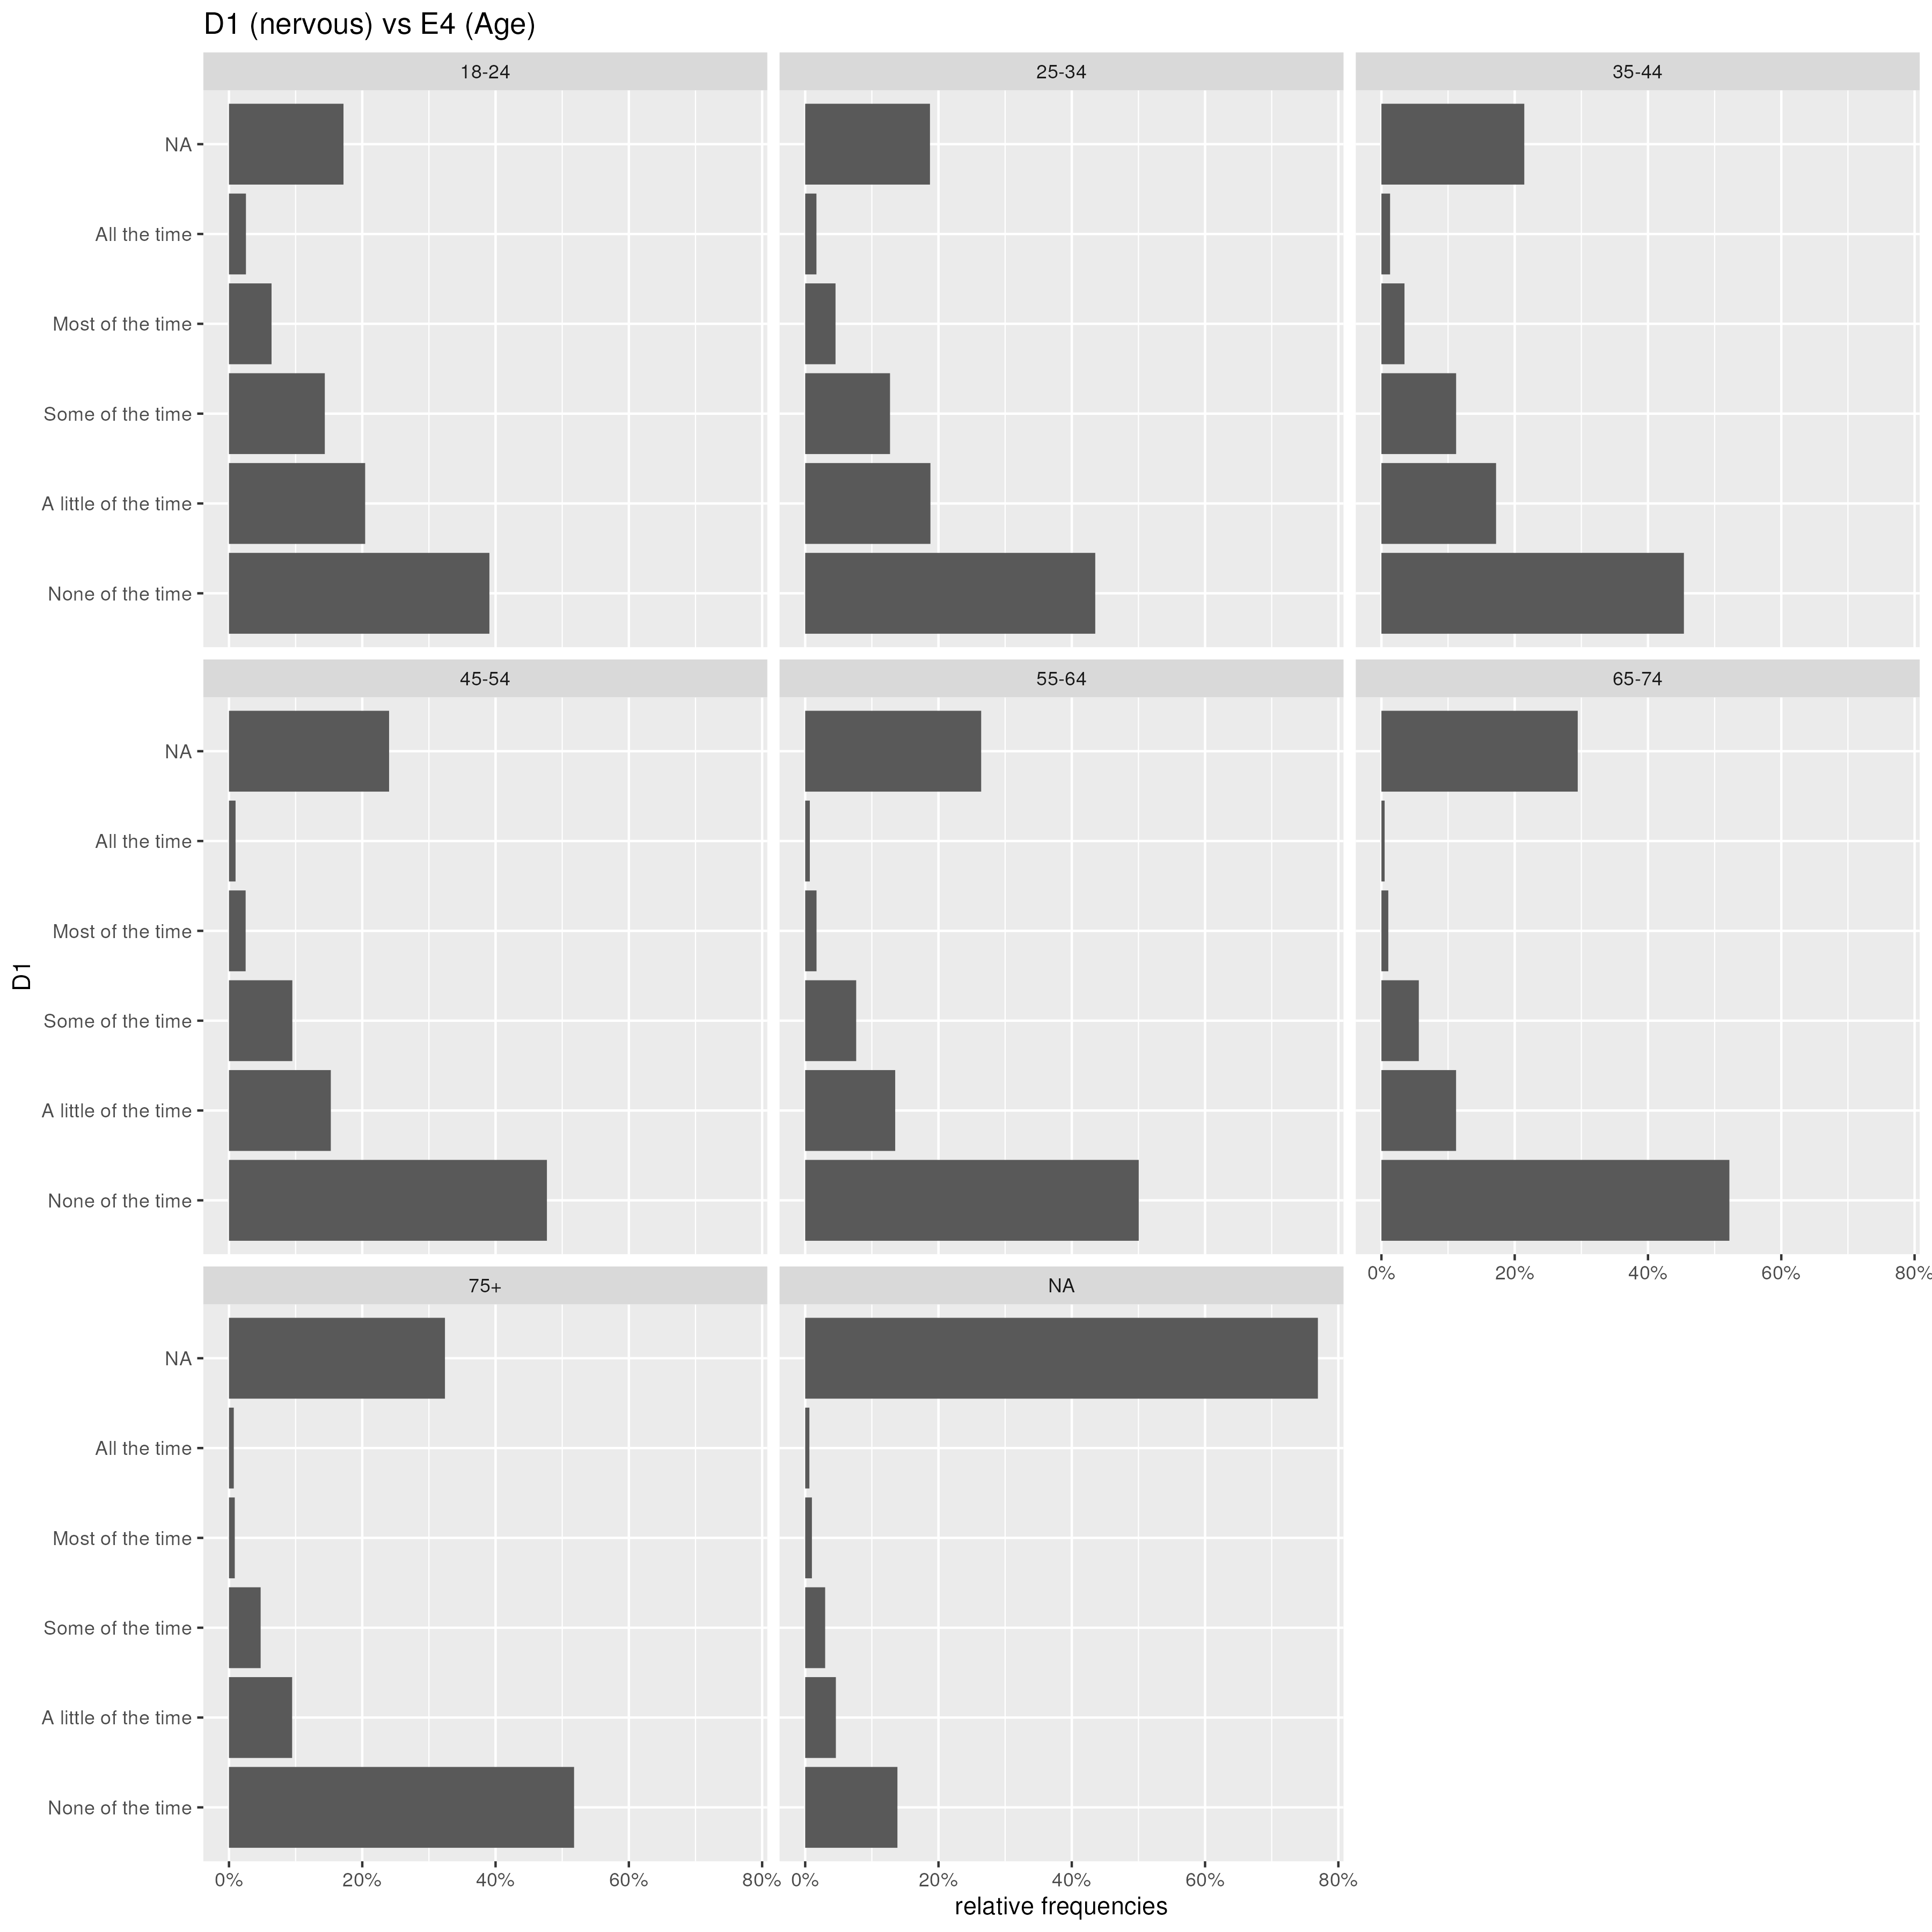 D1 (nervous) vs E4 (Age)
18-24
25-34
35-44
NA
All the time
Most of the time
Some of the time
A little of the time
None of the time
45-54
55-64
65-74
NA
All the time
Most of the time
Some of the time
A little of the time
None of the time
D1
0% 20% 40% 60% 80%
75+
NA
NA
All the time
Most of the time
Some of the time
A little of the time
None of the time
0% 20% 40% 60% 80%
0% 20% 40% 60% 80%
relative frequencies